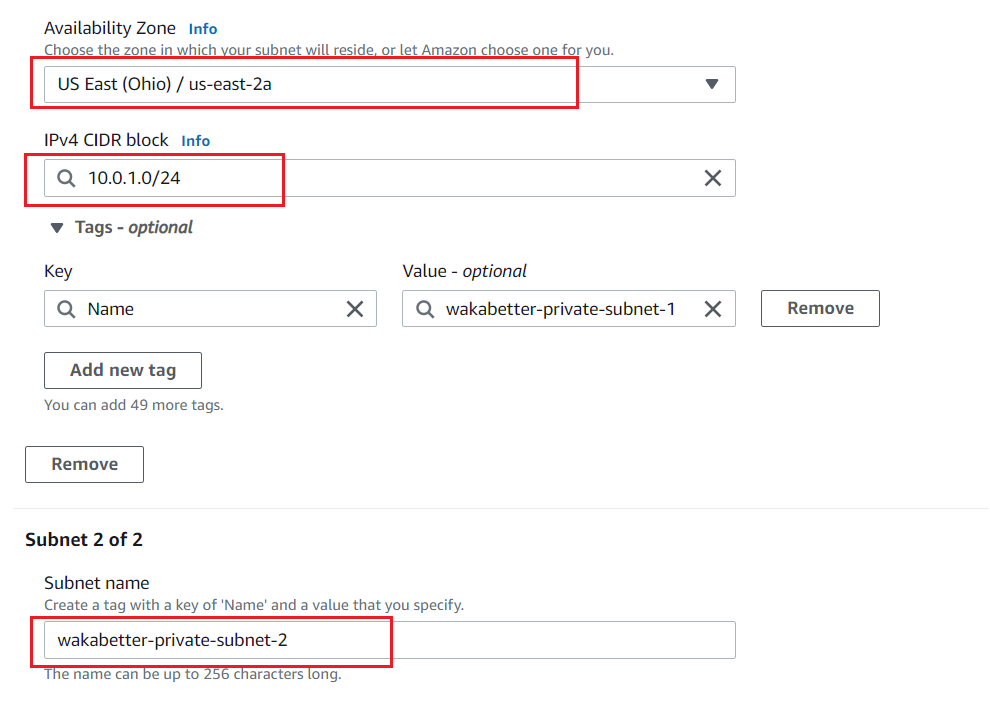 Availability Zone Info
Choose the zone in which your subnet will reside, or let Amazon choose one for you.
US East (Ohio) / us-east-2a
IPv4 CIDR block Info
10.0.1.0/24
Tags - optional
Key Value - optional
Name wakabetter-private-subnet-1 Remove
Add new tag
You can add 49 more tags.
Remove
Subnet 2 of 2
Subnet name
Create a tag with a key of 'Name' and a value that you specify.
wakabetter-private-subnet-2
The name can be up to 256 characters long.